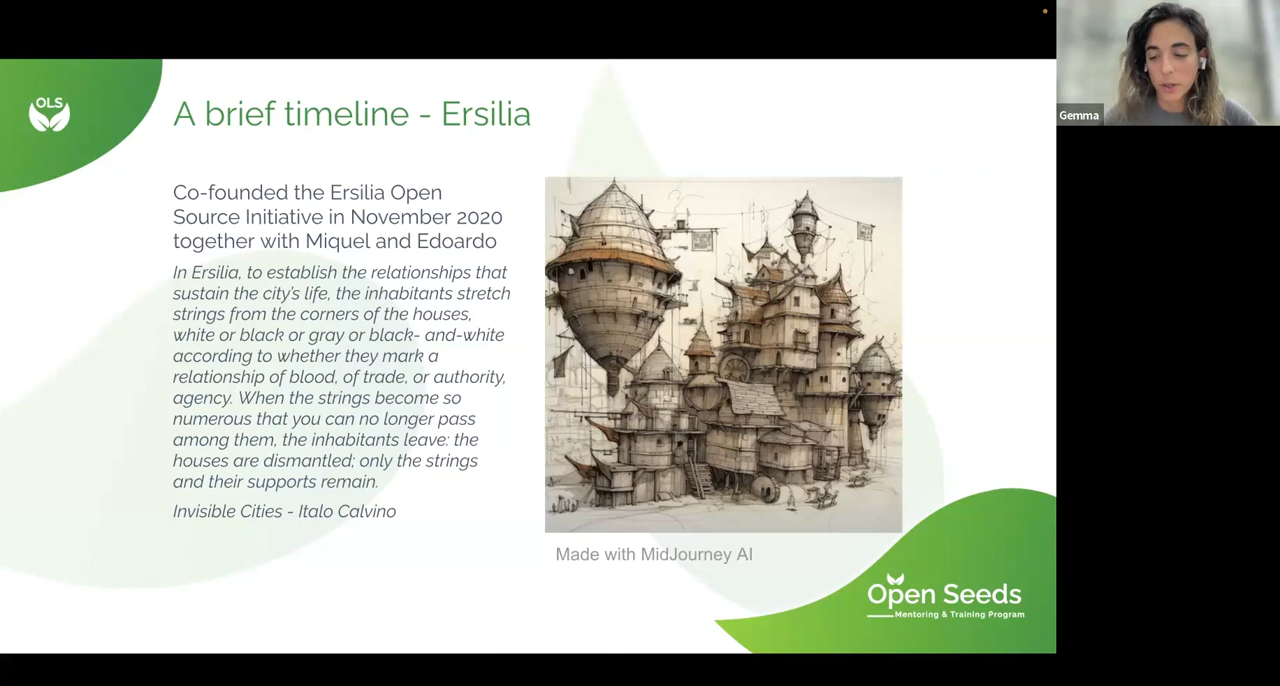 OLS
A brief timeline - Ersilia
Co-founded the Ersilia Open
Source Initiative in November 2020
together with Miquel and Edoardo
In Ersilia, to establish the relationships that
sustain the city's life, the inhabitants stretch
strings from the corners of the houses,
white or black or gray or black- and-white
according to whether they mark a
relationship of blood, of trade, or authority,
agency. When the strings become so
numerous that you can no longer pass
among them, the inhabitants leave: the
houses are dismantled; only the strings
and their supports remain.
Invisible Cities - Italo Calvino
Made with MidJourney AI
Open Seeds
Mentoring & Training Program
Gemma